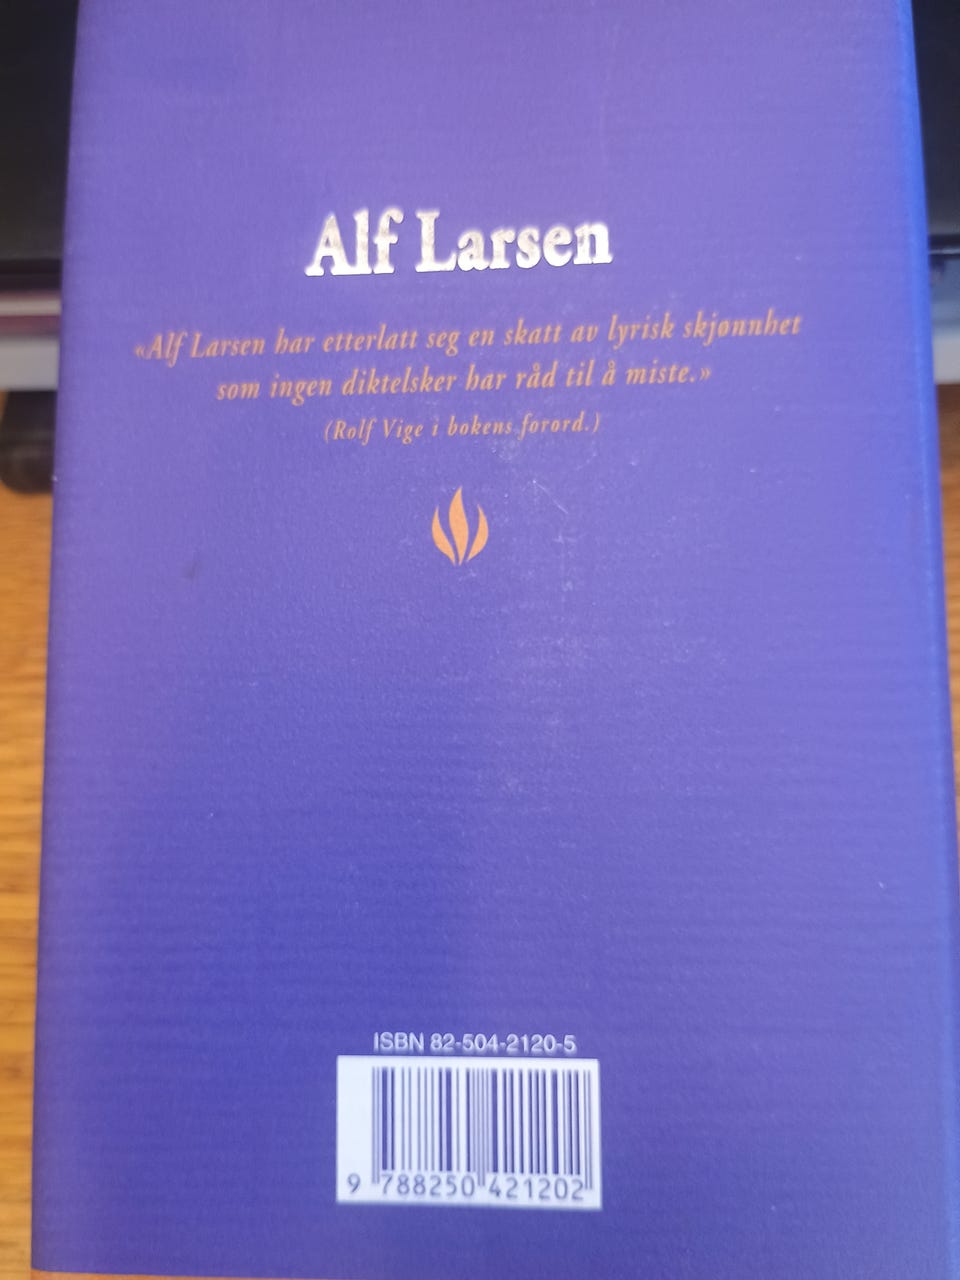 Alf Larsen
«Alf Larsen har etterlatt seg en skatt av lyrisk skjønnhet
som ingen diktelsker har råd til å miste.»
(Rolf Vige i bokens forord.)
ISBN 82-504-2120-5
9 788250 421202